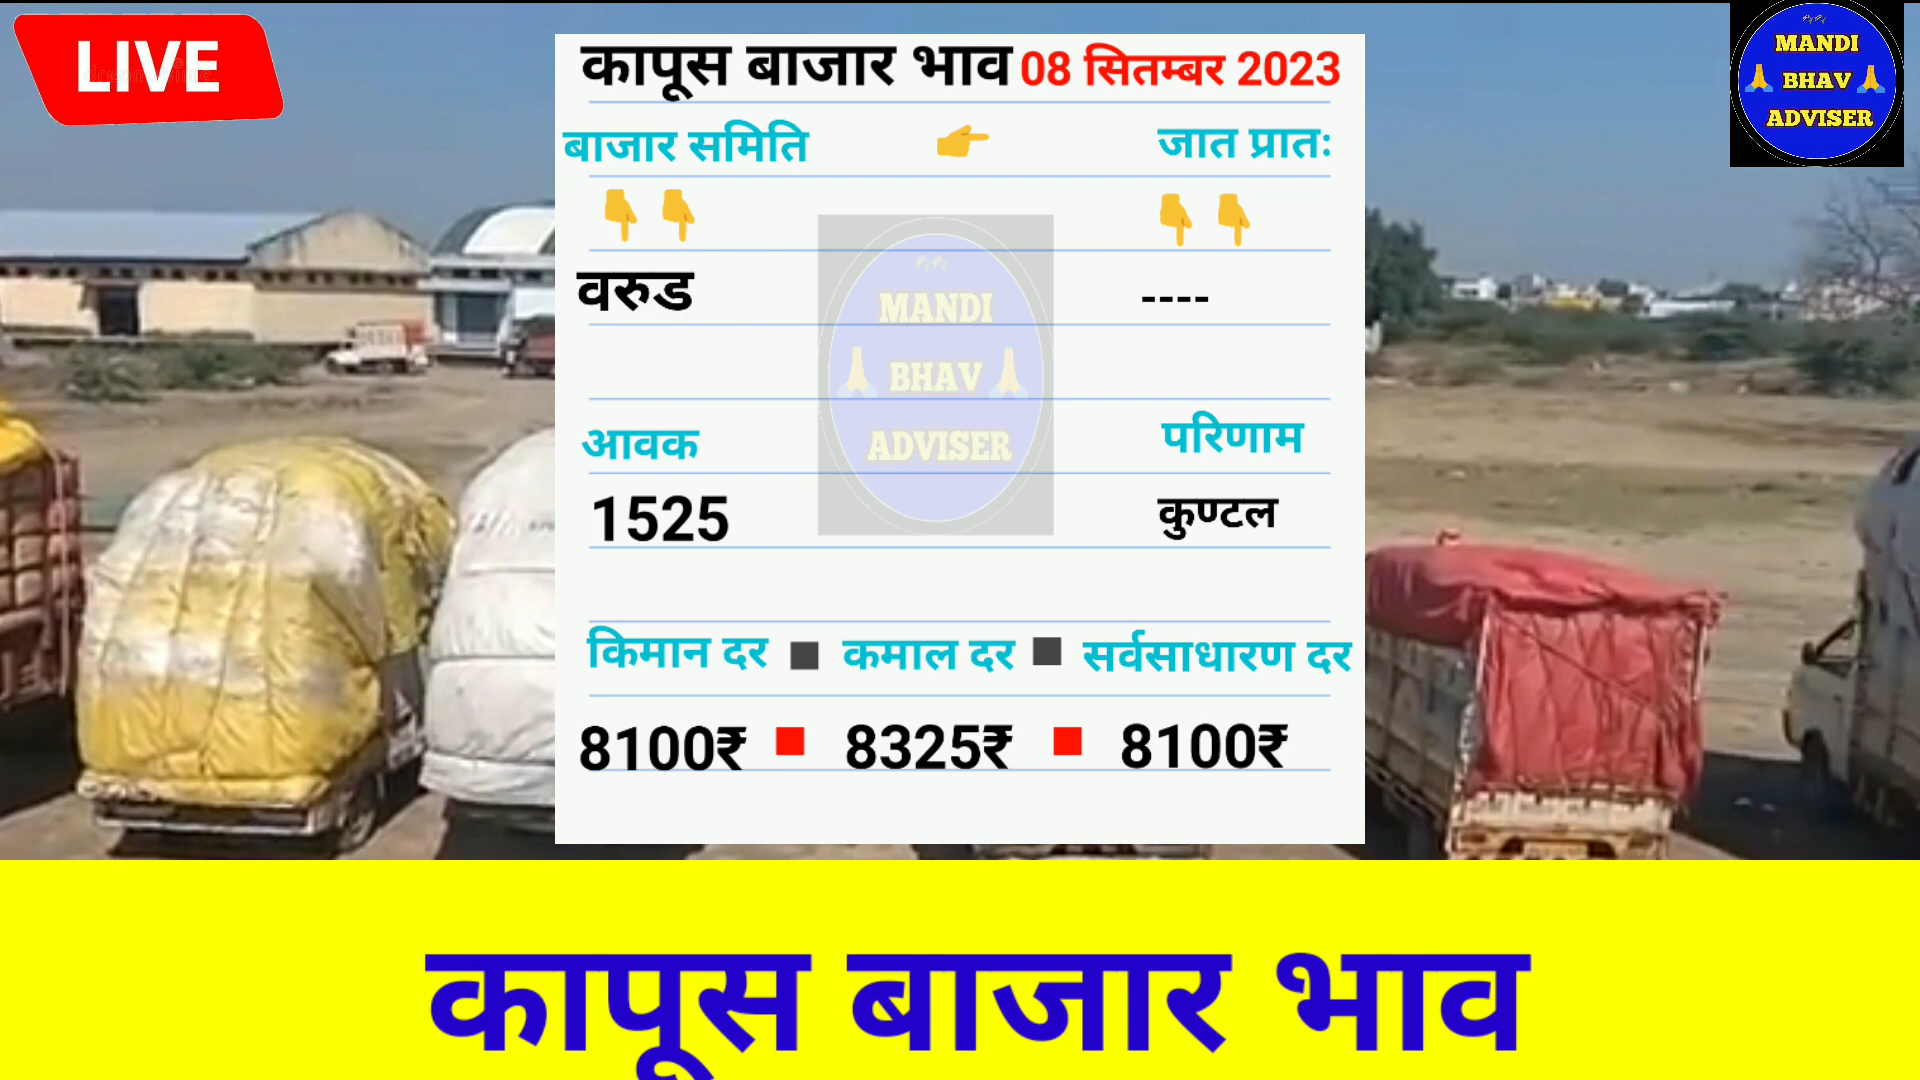 LIVE
MANDI
BHAV
ADVISER
कापूस बाजार भाव 08 सितम्बर 2023
बाजार समिति 👉 जात प्रातः
👇👇 👇👇
वरुड ----
MANDI
BHAV
ADVISER
आवक परिणाम
1525 कुण्टल
किमान दर ◾ कमाल दर ◾ सर्वसाधारण दर
8100₹ 8325₹ 8100₹
कापूस बाजार भाव